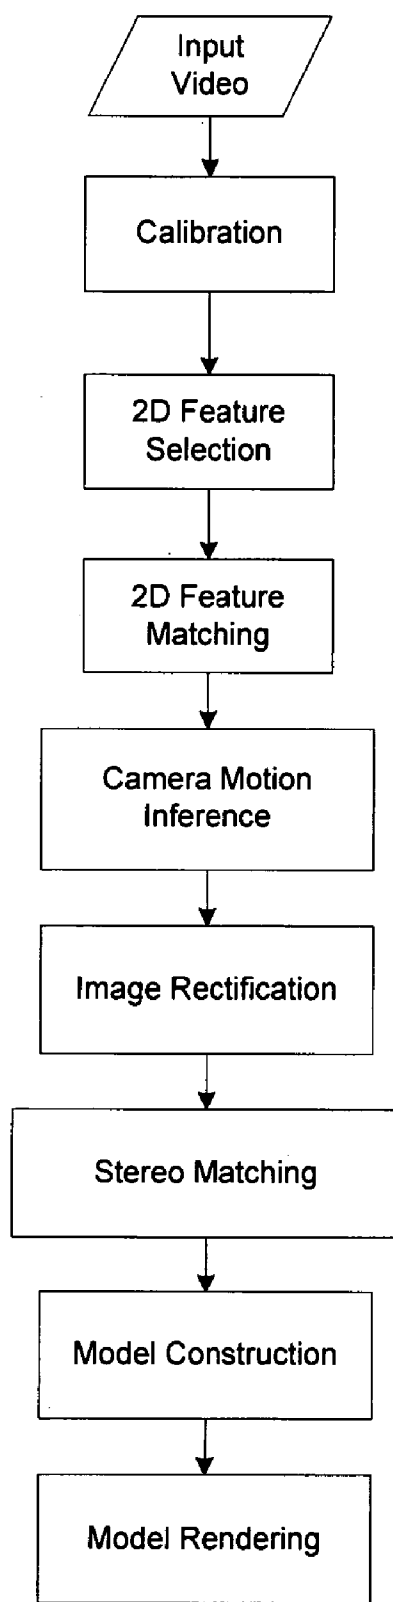 Input
Video
Calibration
2D Feature
Selection
2D Feature
Matching
Camera Motion
Inference
Image Rectification
Stereo Matching
Model Construction
Model Rendering